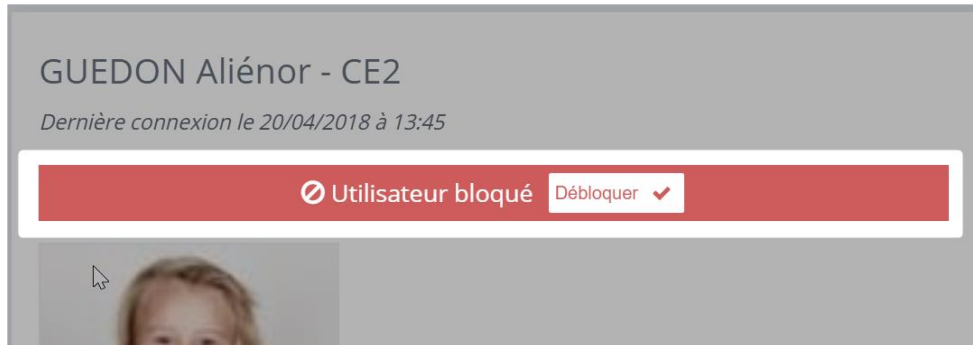 GUEDON Aliénor - CE2
Dernière connexion le 20/04/2018 à 13:45
Utilisateur bloqué Débloquer